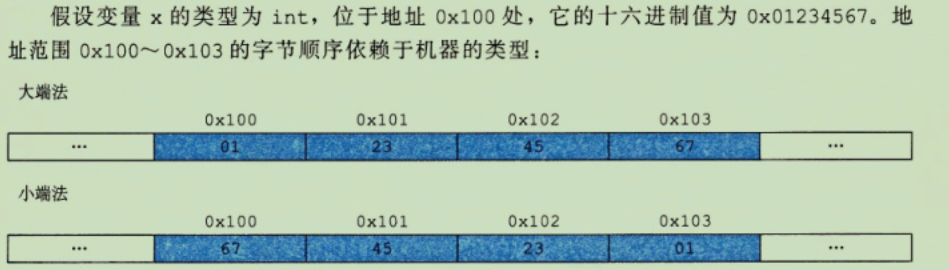 假设变量 x 的类型为 int，位于地址 0x100 处，它的十六进制值为 0x01234567。地
址范围 0x100～0x103 的字节顺序依赖于机器的类型：
大端法
0x100 0x101 0x102 0x103
… 01 23 45 67 …
小端法
0x100 0x101 0x102 0x103
… 67 45 23 01 …